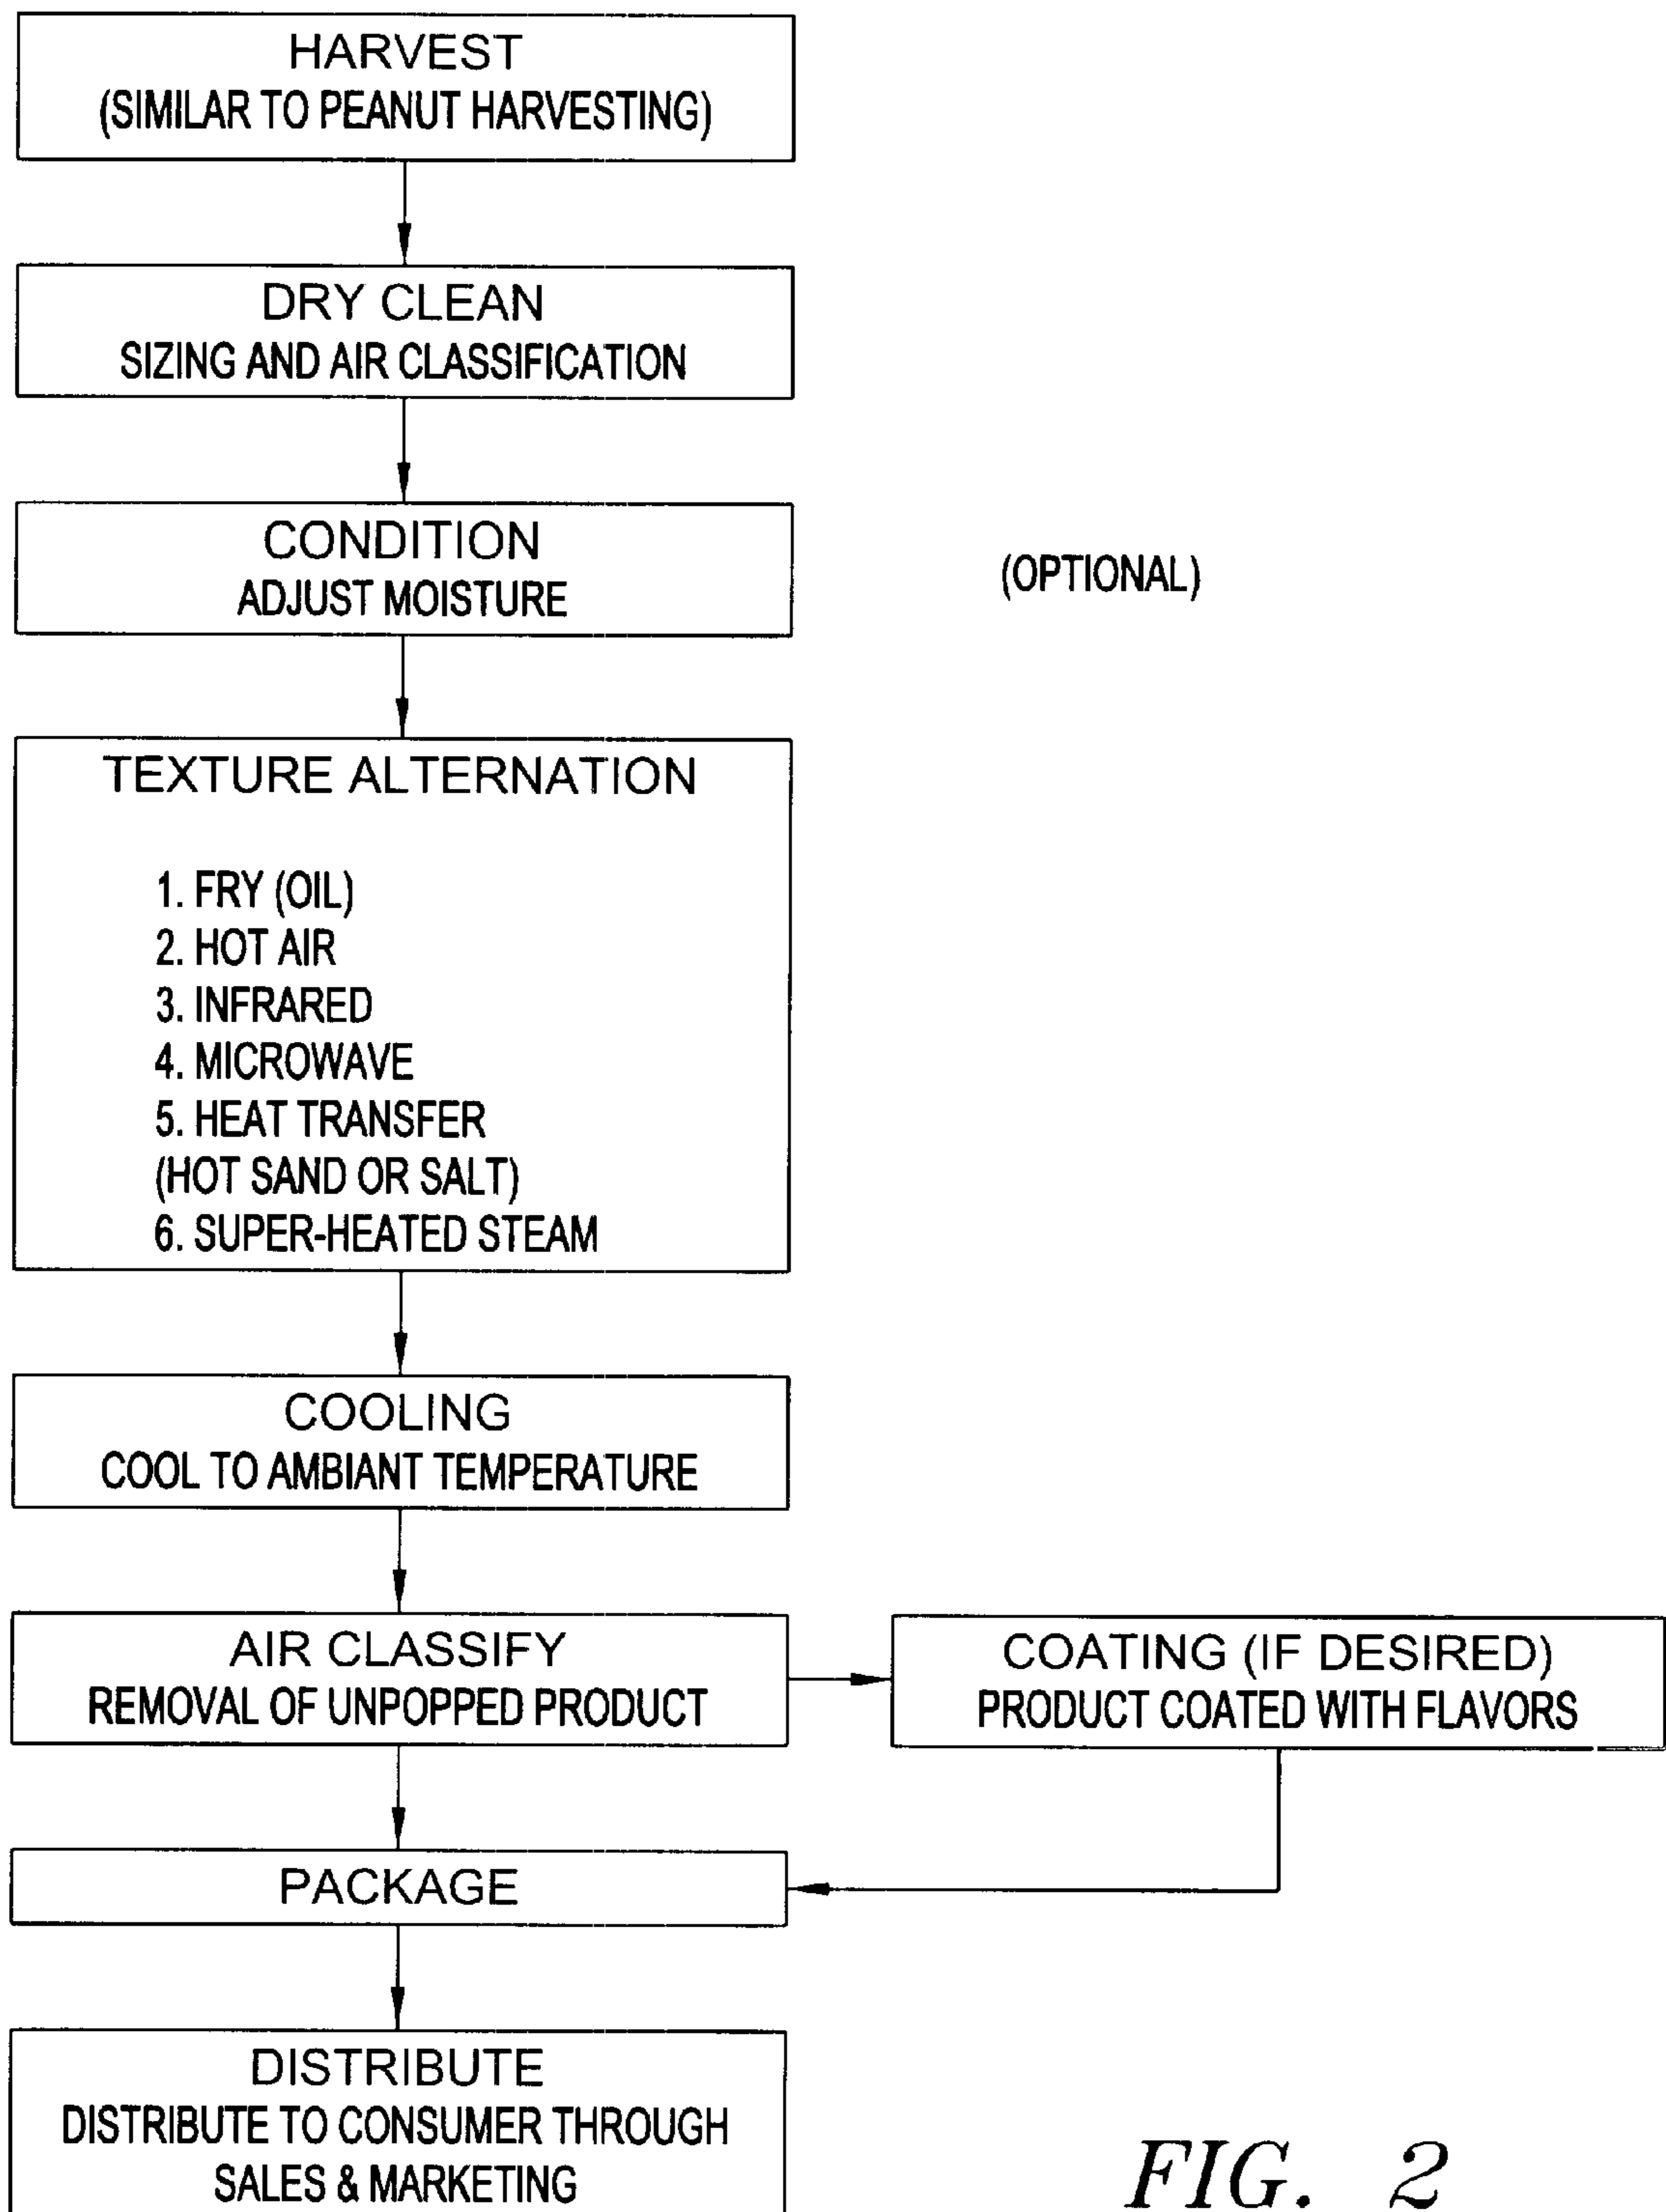 HARVEST
(SIMILAR TO PEANUT HARVESTING)
DRY CLEAN
SIZING AND AIR CLASSIFICATION
CONDITION
ADJUST MOISTURE
(OPTIONAL)
TEXTURE ALTERNATION
1. FRY (OIL)
2. HOT AIR
3. INFRARED
4. MICROWAVE
5. HEAT TRANSFER
(HOT SAND OR SALT)
6. SUPER-HEATED STEAM
COOLING
COOL TO AMBIANT TEMPERATURE
AIR CLASSIFY
REMOVAL OF UNPOPPED PRODUCT
COATING (IF DESIRED)
PRODUCT COATED WITH FLAVORS
PACKAGE
DISTRIBUTE
DISTRIBUTE TO CONSUMER THROUGH
SALES & MARKETING
FIG. 2